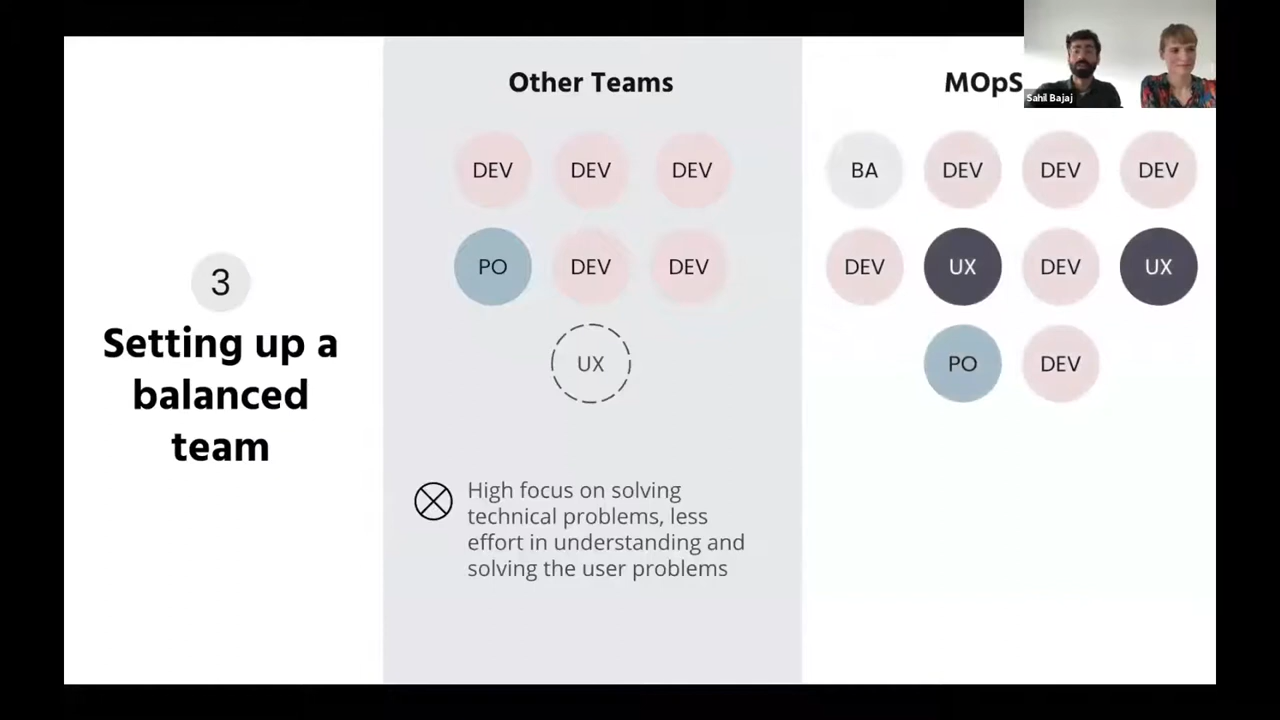 3
Setting up a
balanced
team
Other Teams
DEV DEV DEV
PO DEV DEV
UX
High focus on solving
technical problems, less
effort in understanding and
solving the user problems
MOpS
BA DEV DEV DEV
DEV UX DEV UX
PO DEV
Sahil Bajaj